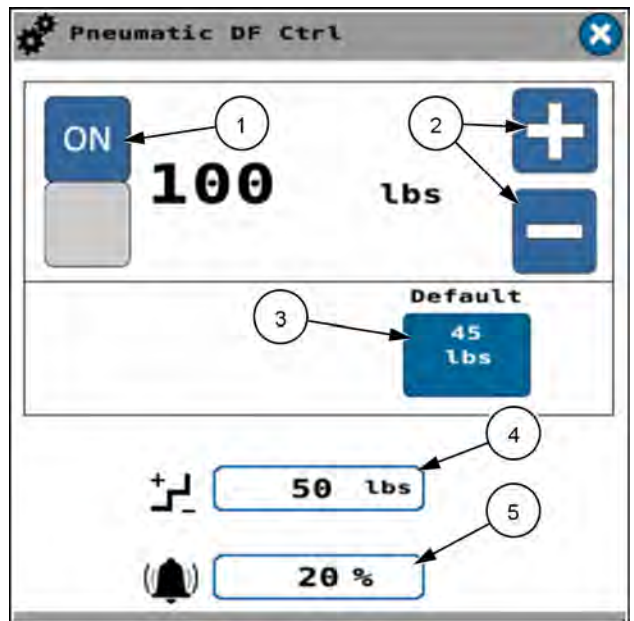 Pneumatic DF Ctrl
ON
1
2
100 lbs
Default
3
45
lbs
4
50 lbs
5
20 %